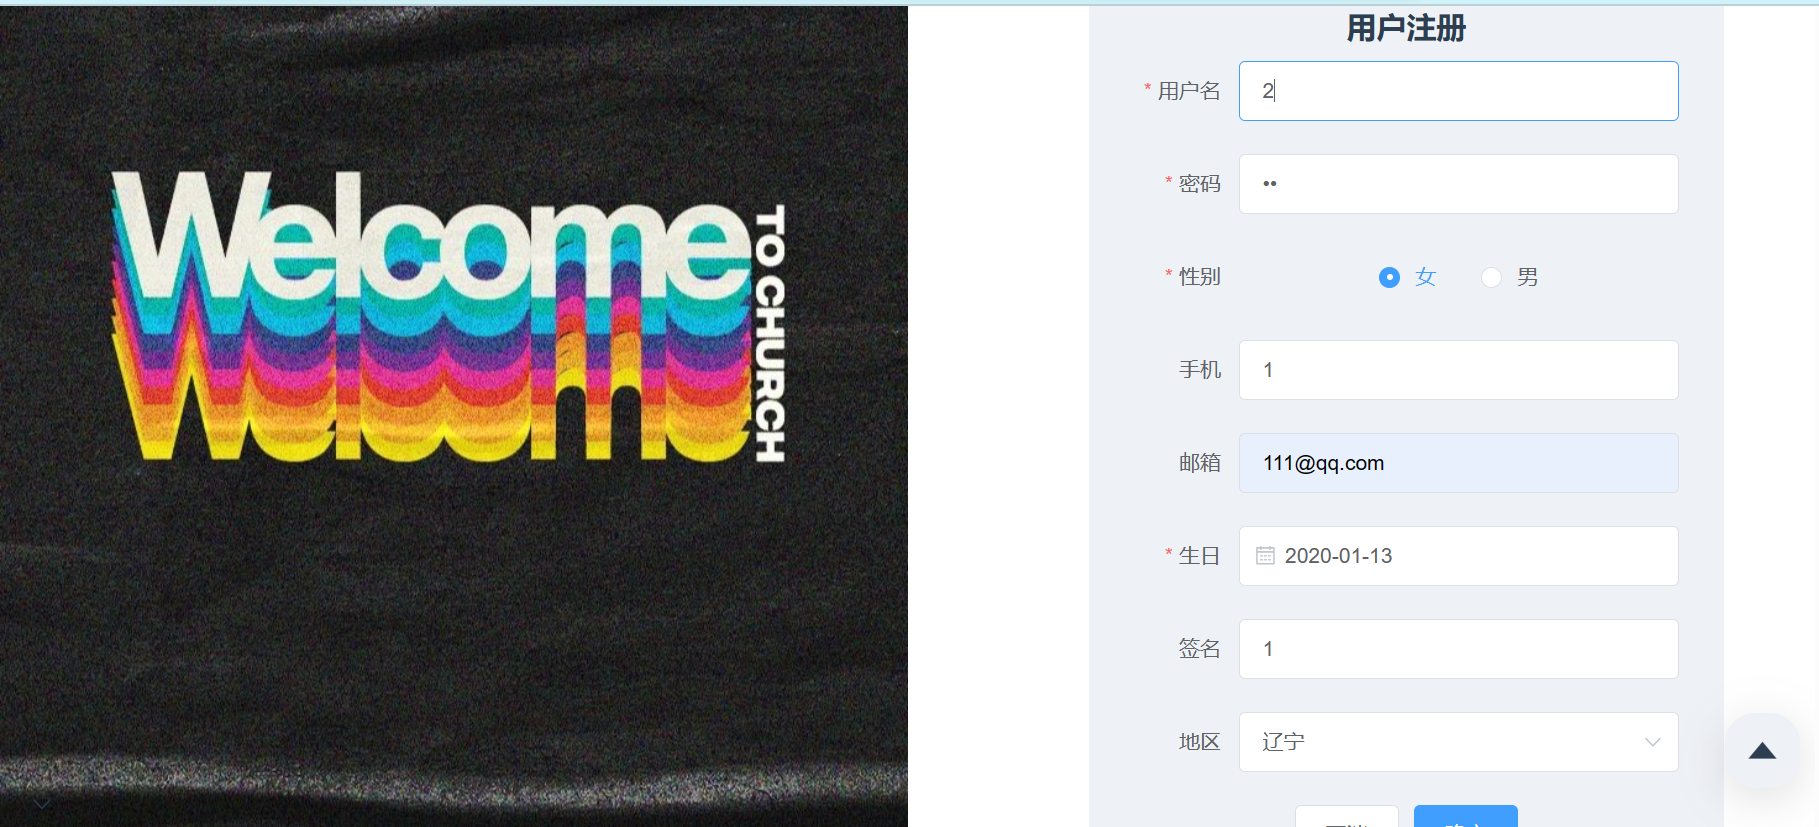 Welcome
TO CHURCH
用户注册
* 用户名
2
* 密码
••
* 性别
女
男
手机
1
邮箱
111@qq.com
* 生日
2020-01-13
签名
1
地区
辽宁